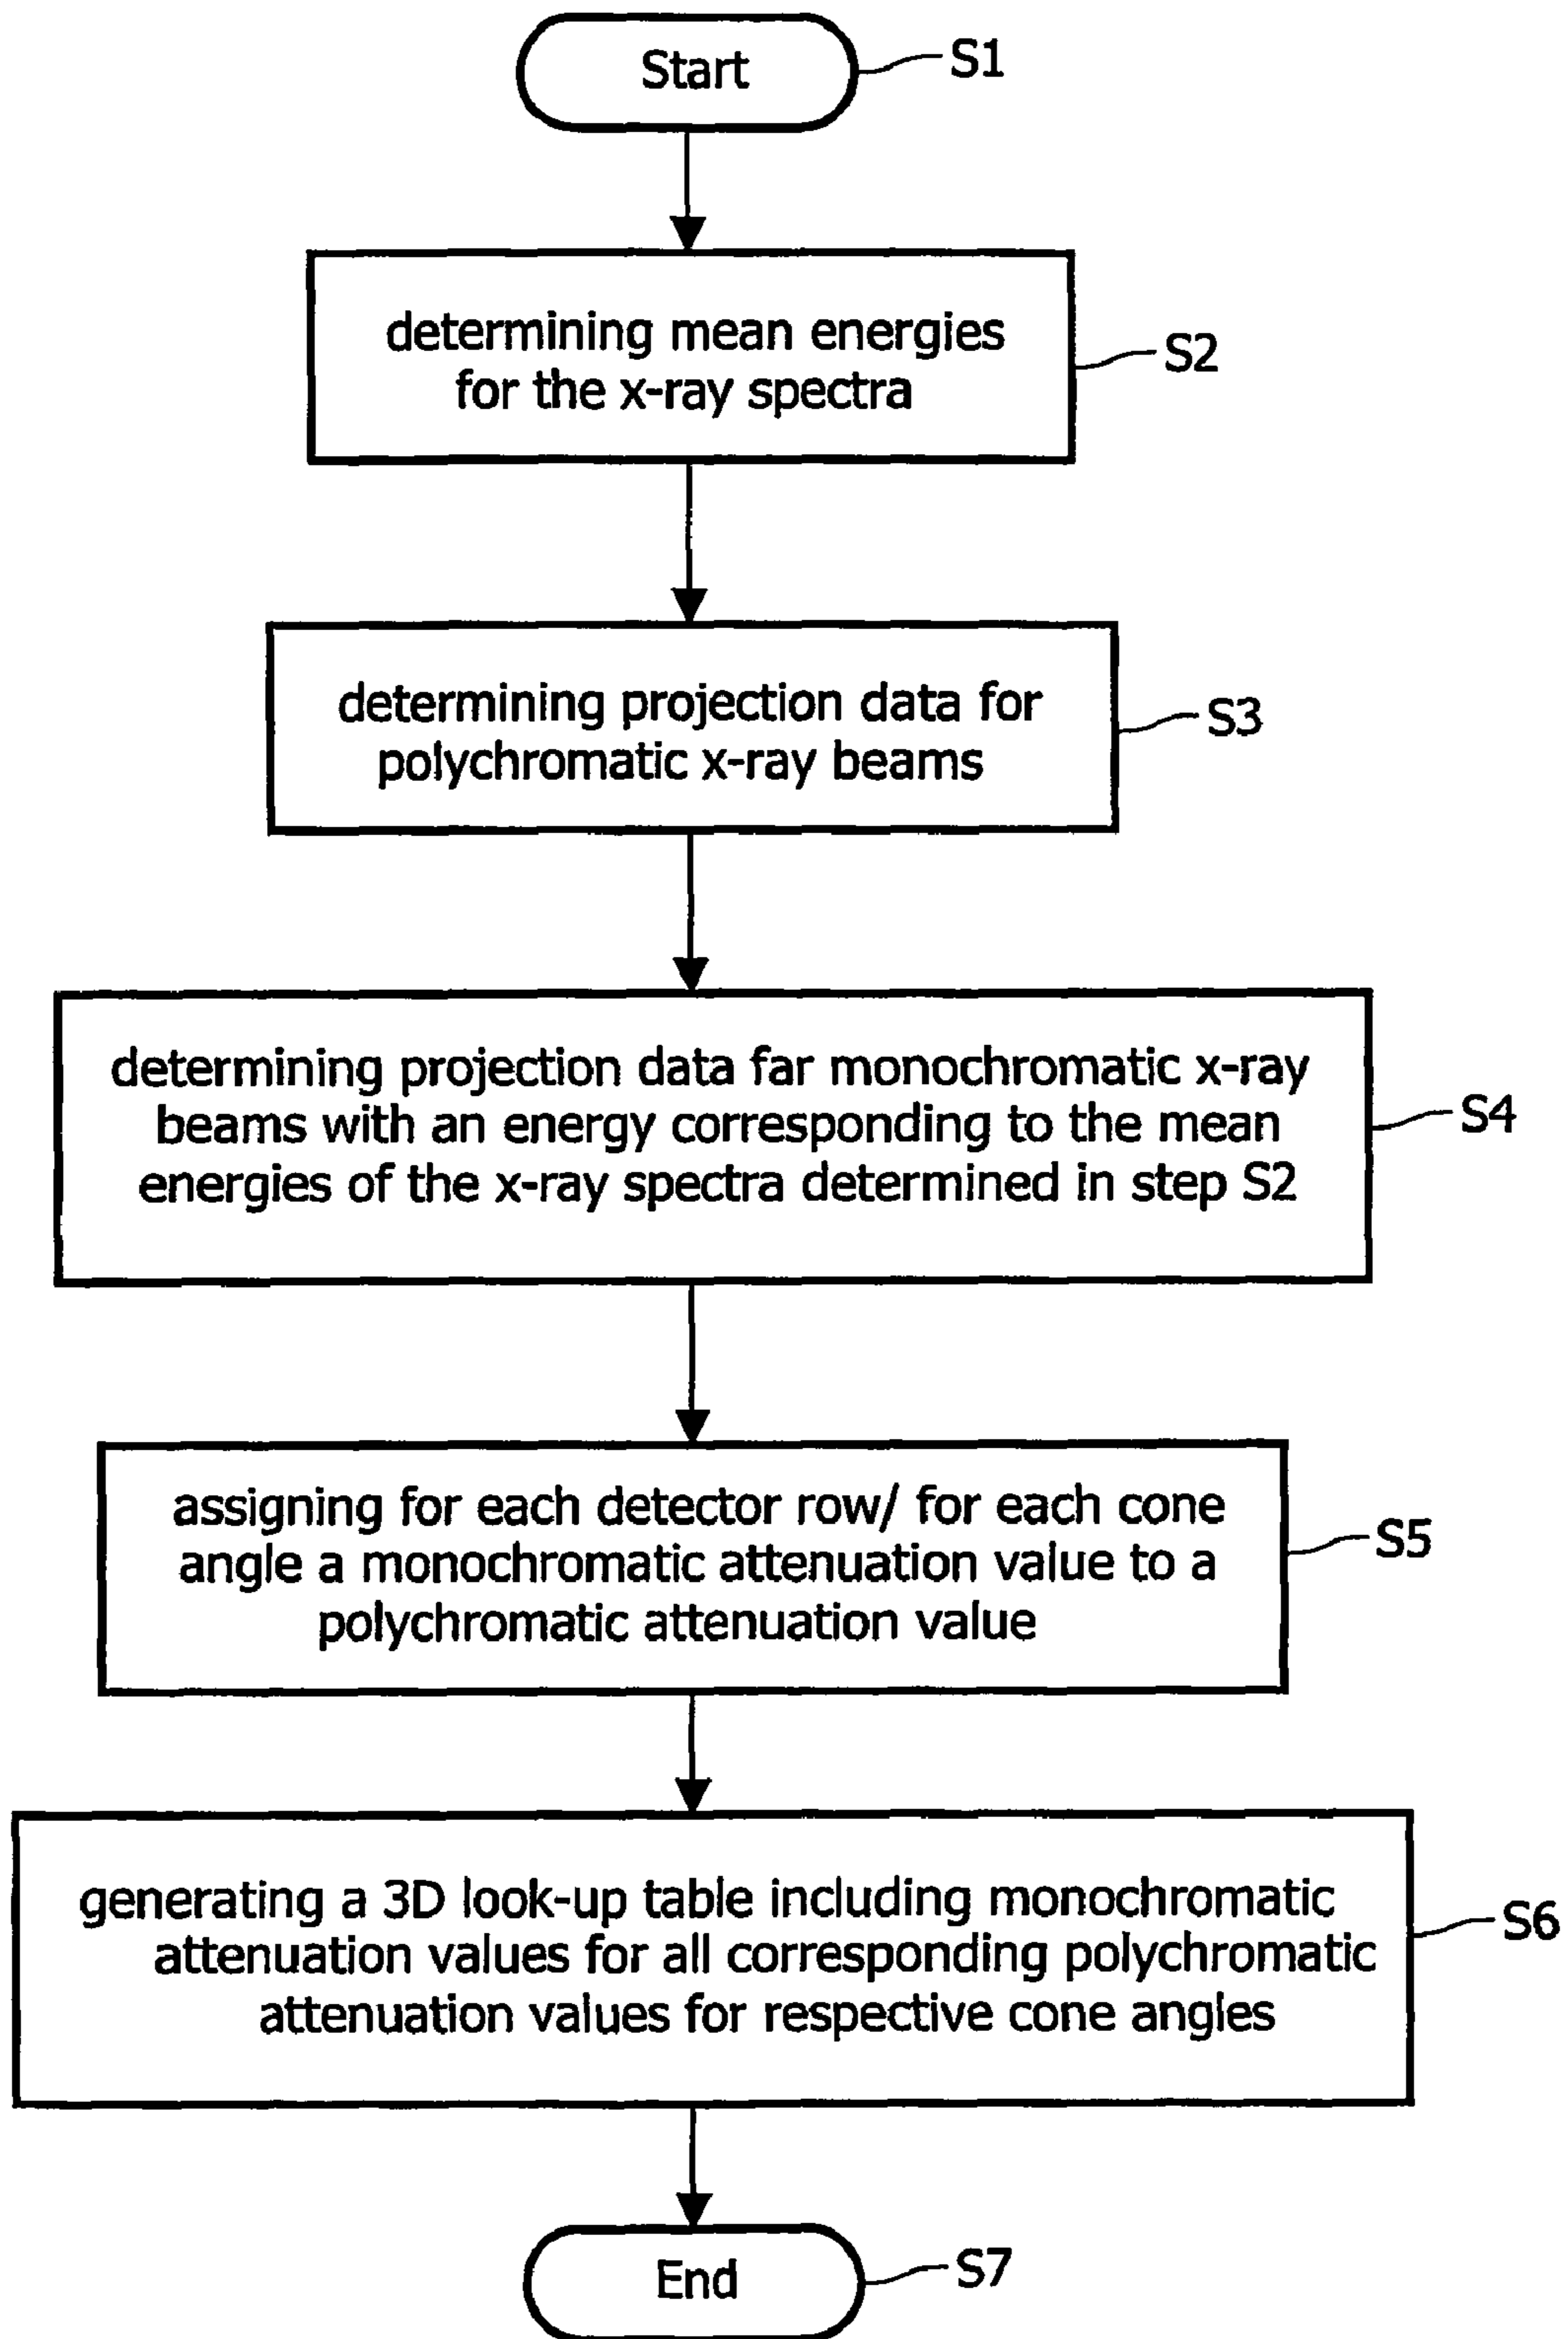 Start
S1
determining mean energies
for the x-ray spectra
S2
determining projection data for
polychromatic x-ray beams
S3
determining projection data far monochromatic x-ray
beams with an energy corresponding to the mean
energies of the x-ray spectra determined in step S2
S4
assigning for each detector row/ for each cone
angle a monochromatic attenuation value to a
polychromatic attenuation value
S5
generating a 3D look-up table including monochromatic
attenuation values for all corresponding polychromatic
attenuation values for respective cone angles
S6
End
S7